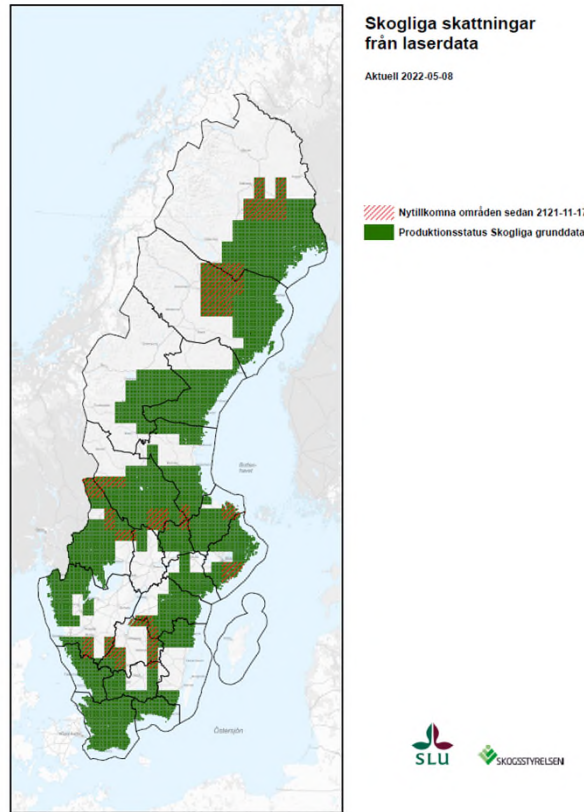 Skogliga skattningar
från laserdata
Aktuell 2022-05-08
Nytillkomna områden sedan 2121-11-17
Produktionsstatus Skogliga grunddata
Östersjön
SLU
SKOGSSTYRELSEN